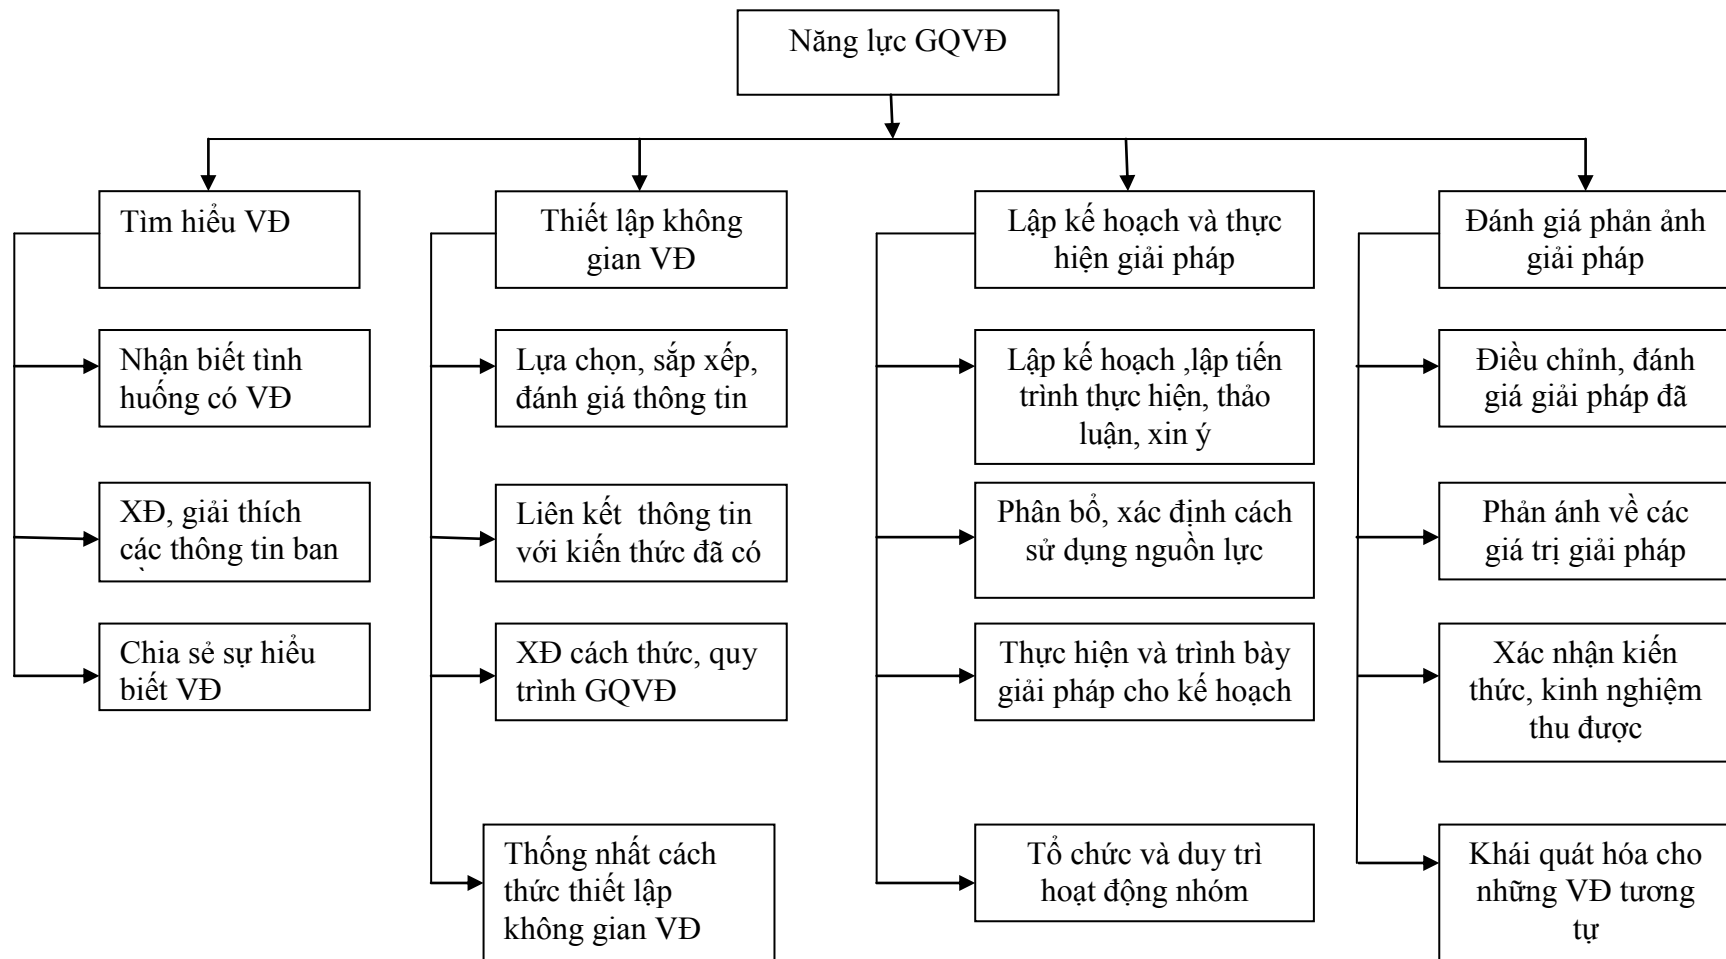 Năng lực GQVĐ
Tìm hiểu VĐ
Nhận biết tình
huống có VĐ
XĐ, giải thích
các thông tin ban
Chia sẻ sự hiểu
biết VĐ
Thiết lập không
gian VĐ
Lựa chọn, sắp xếp,
đánh giá thông tin
Liên kết thông tin
với kiến thức đã có
XĐ cách thức, quy
trình GQVĐ
Thống nhất cách
thức thiết lập
không gian VĐ
Lập kế hoạch và thực
hiện giải pháp
Lập kế hoạch ,lập tiến
trình thực hiện, thảo
luận, xin ý
Phân bổ, xác định cách
sử dụng nguồn lực
Thực hiện và trình bày
giải pháp cho kế hoạch
Tổ chức và duy trì
hoạt động nhóm
Đánh giá phản ảnh
giải pháp
Điều chỉnh, đánh
giá giải pháp đã
Phản ánh về các
giá trị giải pháp
Xác nhận kiến
thức, kinh nghiệm
thu được
Khái quát hóa cho
những VĐ tương
tự